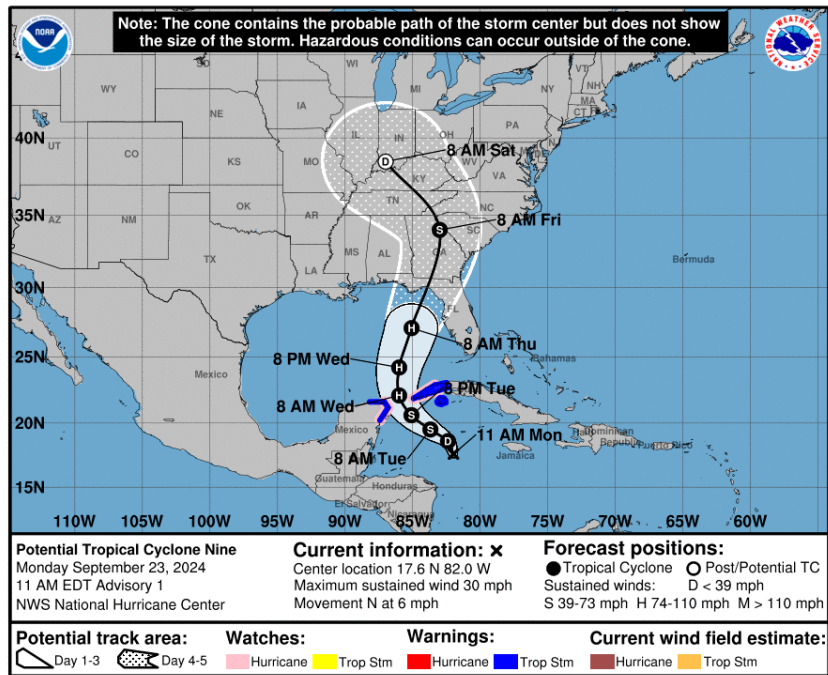 Note: The cone contains the probable path of the storm center but does not show
the size of the storm. Hazardous conditions can occur outside of the cone.
NOAA
NATIONAL WEATHER SERVICE
SD
WI
MI
VT
NH
WY
IA
NY
MA
CT
NE
PA
40N
UT
IL
IN
OH
CO
KS
MO
D
8 AM Sat
WV
VA
KY
35N
AZ
NM
OK
AR
TN
NC
S
8 AM Fri
SC
TX
MS
AL
GA
LA
Bermuda
30N
FL
H
8 AM Thu
25N
Mexico
8 PM Wed
H
Bahamas
8 AM Wed
H
8 PM Tue
20N
Mexico
S
S
8 AM Tue
D
11 AM Mon
Dominican
Republic
Puerto Rico
Jamaica
Guatemala
Honduras
15N
El Salvador
Nicaragua
110W 105W 100W 95W 90W 85W 80W 75W 70W 65W 60W
Potential Tropical Cyclone Nine
Monday September 23, 2024
11 AM EDT Advisory 1
NWS National Hurricane Center
Current information: x
Center location 17.6 N 82.0 W
Maximum sustained wind 30 mph
Movement N at 6 mph
Forecast positions:
Tropical Cyclone Post/Potential TC
Sustained winds: D < 39 mph
S 39-73 mph H 74-110 mph M > 110 mph
Potential track area:
Day 1-3 Day 4-5
Watches:
Hurricane Trop Stm
Warnings:
Hurricane Trop Stm
Current wind field estimate:
Hurricane Trop Stm